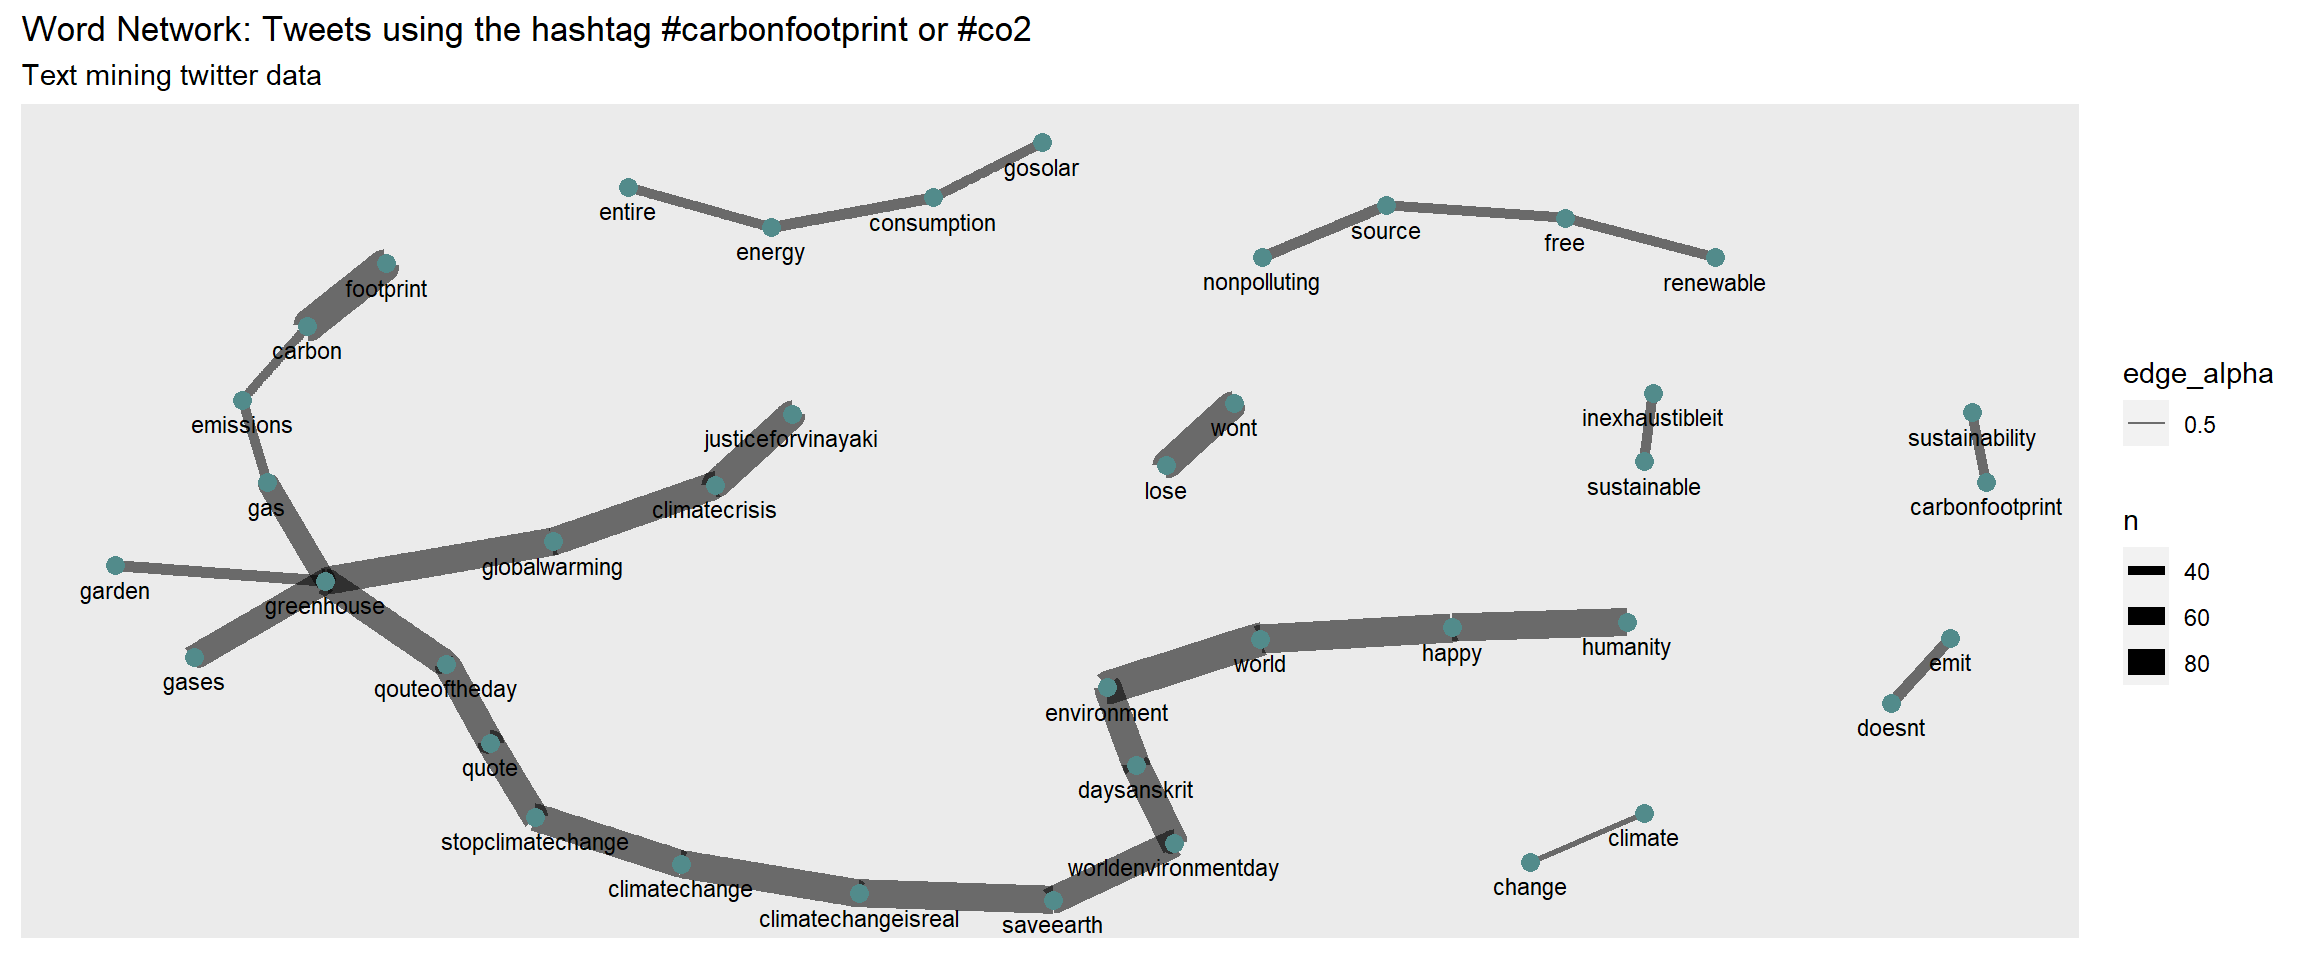 Word Network: Tweets using the hashtag #carbonfootprint or #co2
Text mining twitter data
gosolar
entire
consumption
energy
source
free
nonpolluting
renewable
footprint
carbon
emissions
justiceforvinayaki
wont
inexhaustibleit
sustainability
lose
sustainable
gas
climatecrisis
carbonfootprint
globalwarming
garden
greenhouse
gases
qouteoftheday
world
happy
humanity
emit
environment
doesnt
quote
daysanskrit
stopclimatechange
climate
worldenvironmentday
climatechange
change
climatechangeisreal
saveearth
edge_alpha
0.5
n
40
60
80